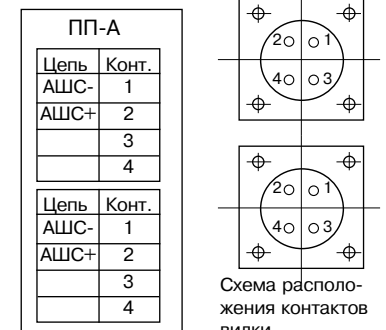 ПП-А
Цепь Конт.
АШС- 1
АШС+ 2
3
4
Цепь Конт.
АШС- 1
АШС+ 2
3
4
2 1
4 3
2 1
4 3
Схема располо-
жения контактов
вилки